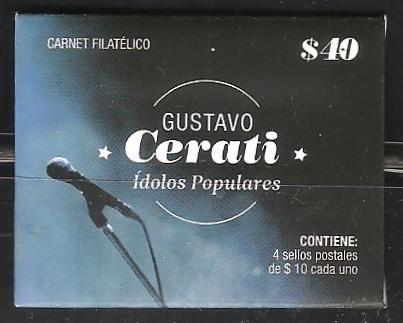 CARNET FILATÉLICO
$40
GUSTAVO
Cerati
Ídolos Populares
CONTIENE:
4 sellos postales
de $ 10 cada uno